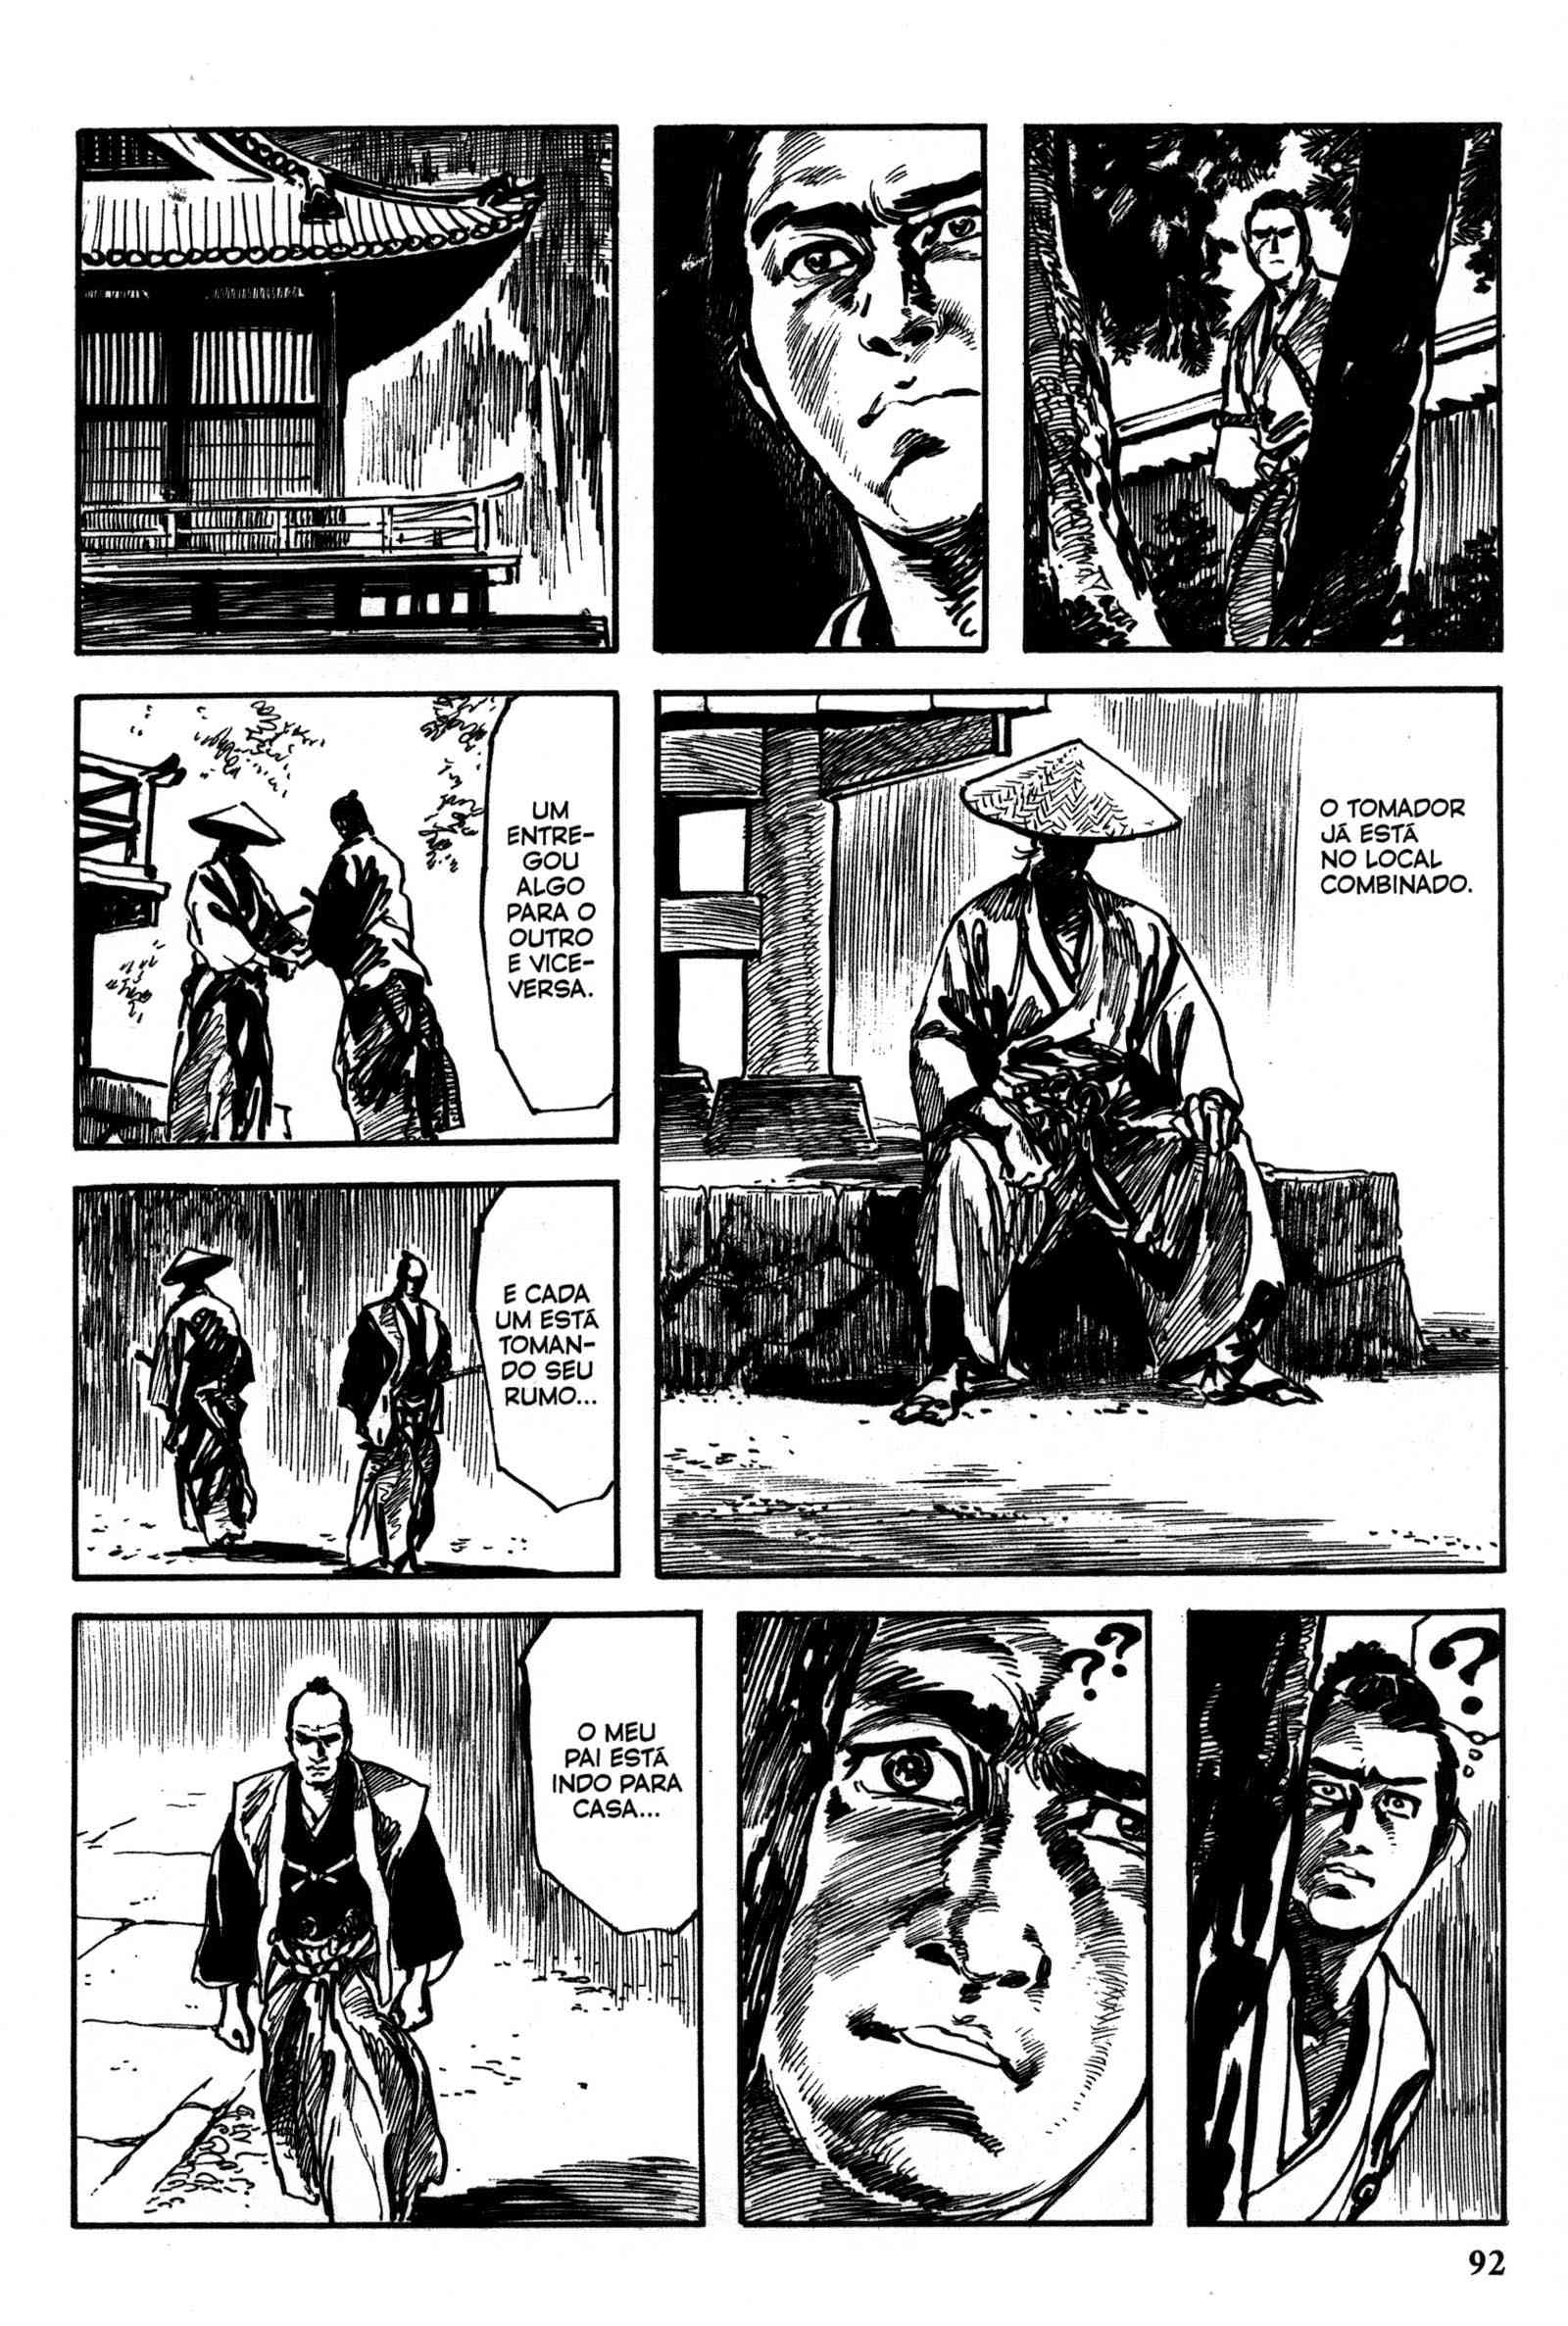 O TOMADOR
JÁ ESTÁ
NO LOCAL
COMBINADO.
UM
ENTRE-
GOU
ALGO
PARA O
OUTRO
E VICE-
VERSA.
E CADA
UM ESTÁ
TOMAN-
DO SEU
RUMO...
?
??
O MEU
PAI ESTÁ
INDO PARA
CASA...
92